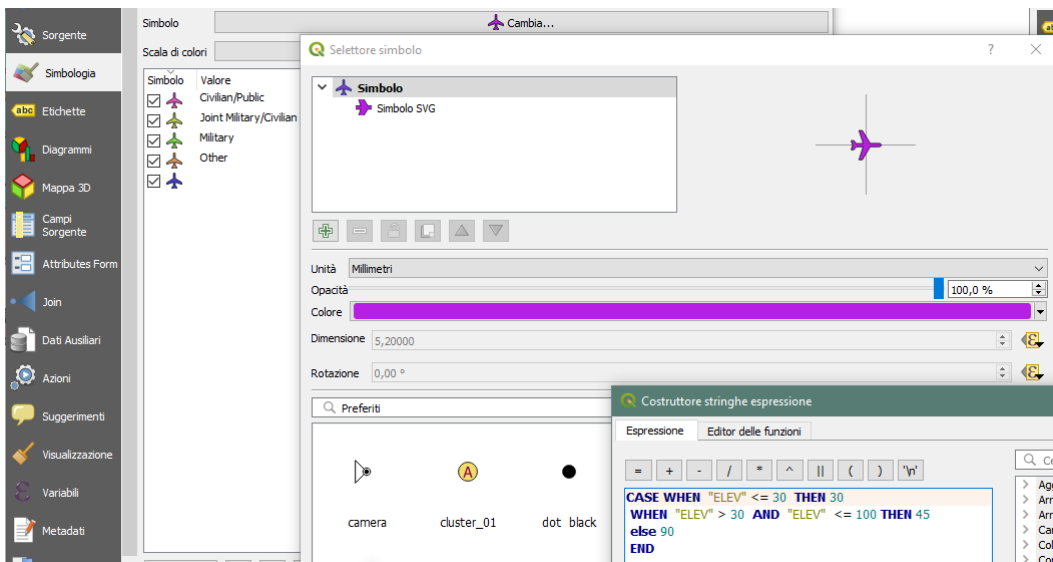 Sorgente
Simbologia
abc Etichette
Diagrammi
Mappa 3D
Campi
Sorgente
Attributes Form
Join
Dati Ausiliari
Azioni
Suggerimenti
Visualizzazione
Variabili
Metadati
Simbolo
Cambia...
Scala di colori
Simbolo Valore
Civilian/Public
Joint Military/Civilian
Military
Other
Selettore simbolo
? ×
Simbolo
Simbolo SVG
Unità Millimetri
Opacità 100,0 %
Colore
Dimensione 5,20000
Rotazione 0,00 °
Preferiti
A
camera cluster_01 dot black
Costruttore stringhe espressione
Espressione Editor delle funzioni
= + - / * ^ || ( ) '\n'
CASE WHEN "ELEV" <= 30 THEN 30
WHEN "ELEV" > 30 AND "ELEV" <= 100 THEN 45
else 90
END